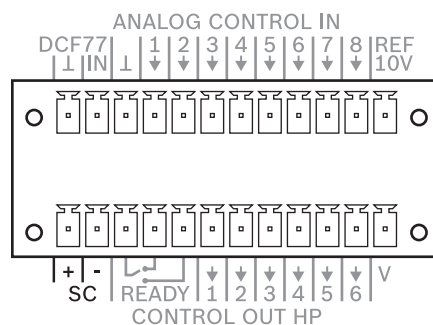 ANALOG CONTROL IN
DCF77 1 2 3 4 5 6 7 8 REF
⊥ IN ⊥ ↓ ↓ ↓ ↓ ↓ ↓ ↓ ↓ 10V
+ - ↓ ↓ ↓ ↓ ↓ ↓ V
SC READY 1 2 3 4 5 6
CONTROL OUT HP